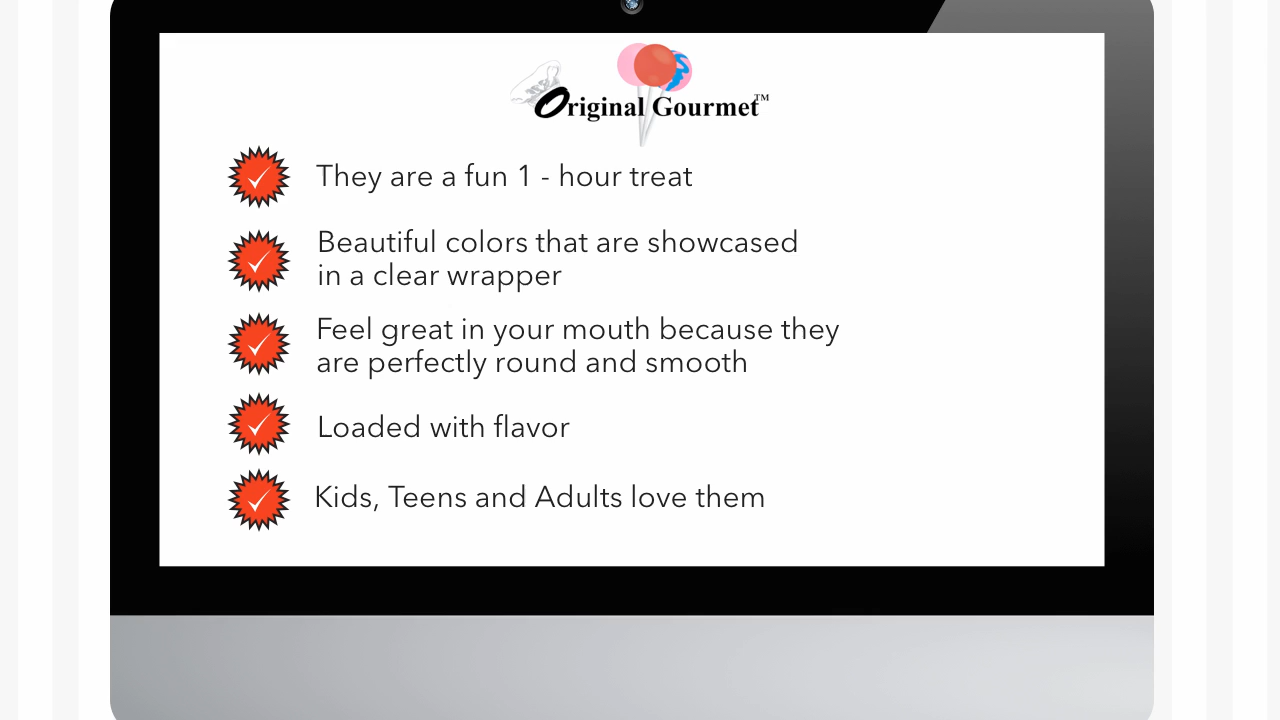 Original Gourmet™
They are a fun 1 - hour treat
Beautiful colors that are showcased
in a clear wrapper
Feel great in your mouth because they
are perfectly round and smooth
Loaded with flavor
Kids, Teens and Adults love them